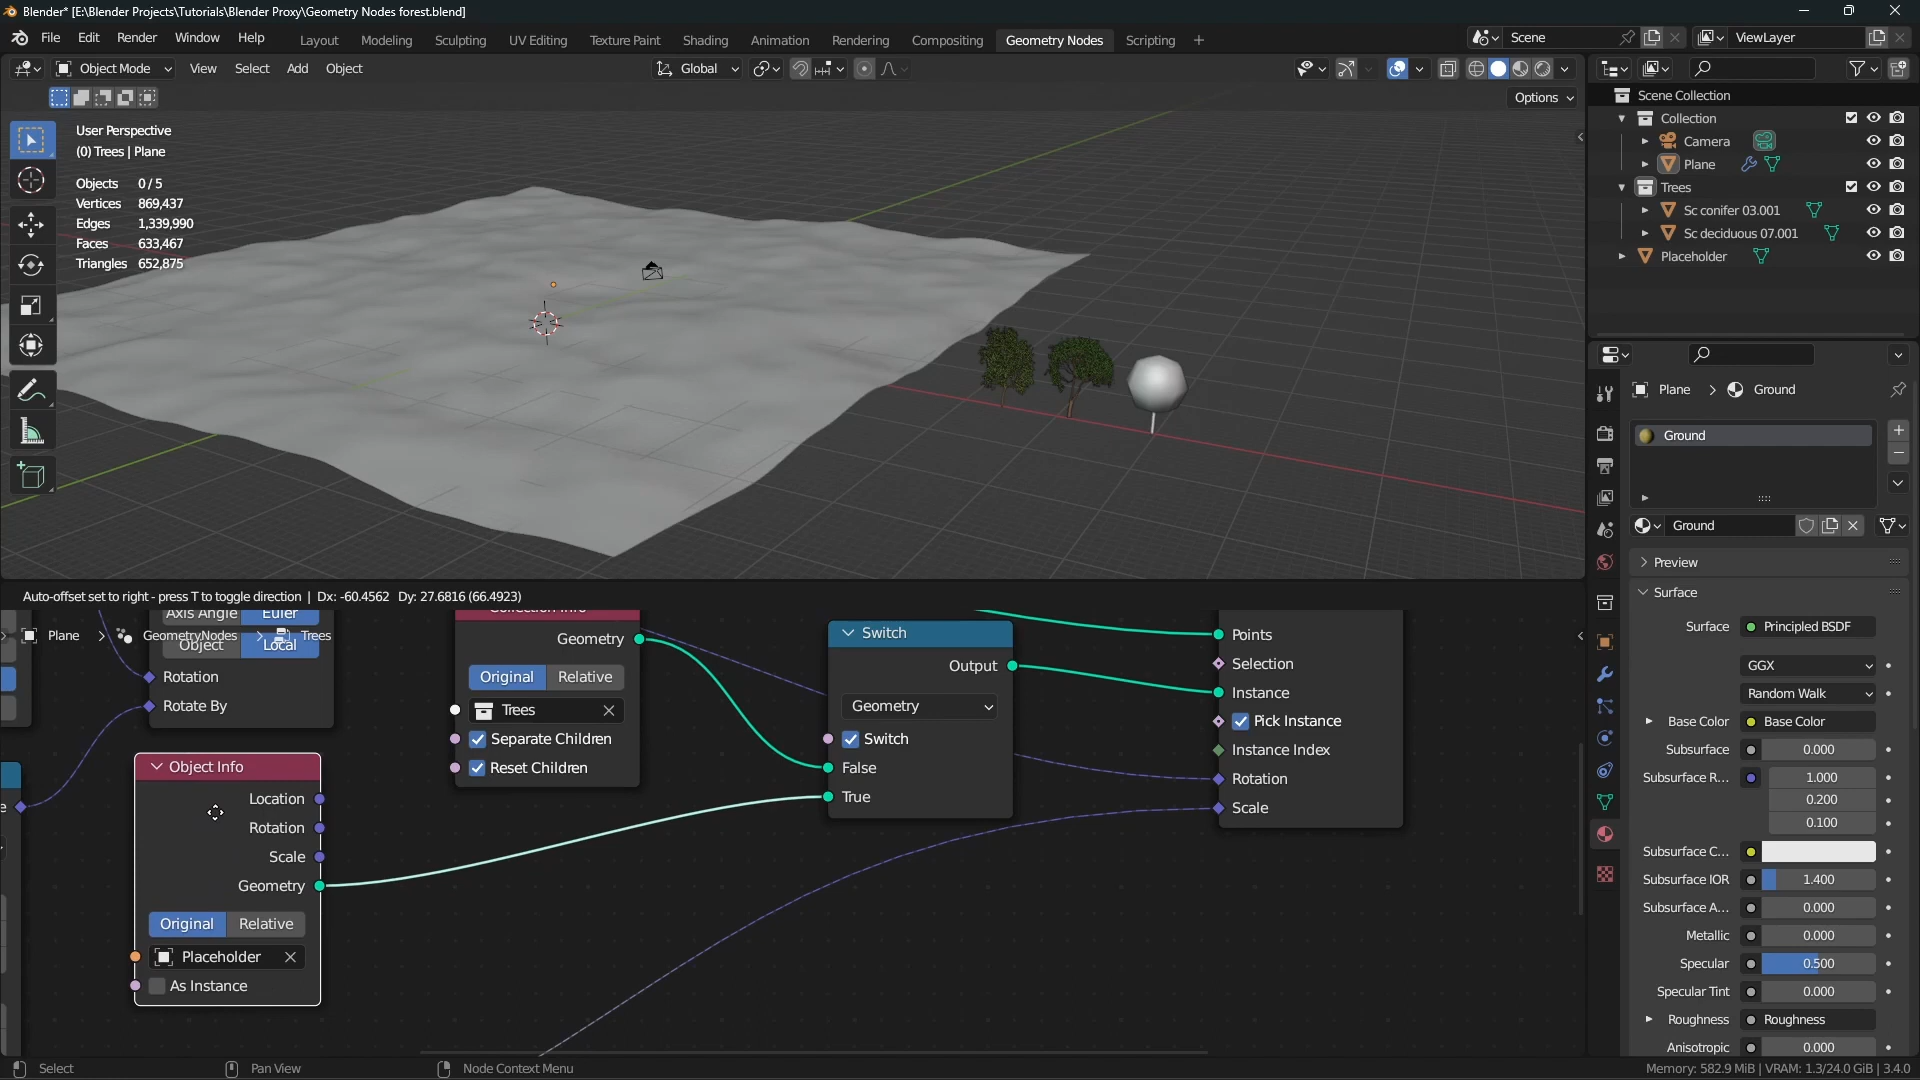 Blender* [E:\Blender Projects\Tutorials\Blender Proxy\Geometry Nodes forest.blend]
File Edit Render Window Help Layout Modeling Sculpting UV Editing Texture Paint Shading Animation Rendering Compositing Geometry Nodes Scripting + Scene ViewLayer
Object Mode View Select Add Object Global
Options
User Perspective
(0) Trees | Plane
Objects 0/5
Vertices 869,437
Edges 1,339,990
Faces 633,467
Triangles 652,875
Scene Collection
Collection
Camera
Plane
Trees
Sc conifer 03.001
Sc deciduous 07.001
Placeholder
Plane > Ground
Ground
Ground
Preview
Surface
Surface Principled BSDF
GGX
Random Walk
Base Color Base Color
Subsurface 0.000
Subsurface R... 1.000
0.200
0.100
Subsurface C...
Subsurface IOR 1.400
Subsurface A... 0.000
Metallic 0.000
Specular 0.500
Specular Tint 0.000
Roughness Roughness
Anisotropic 0.000
Auto-offset set to right - press T to toggle direction | Dx: -60.4562 Dy: 27.6816 (66.4923)
Plane > GeometryNodes > Trees
Axis Angle Euler
Object Local
Rotation
Rotate By
Object Info
Location
Rotation
Scale
Geometry
Original Relative
Placeholder
As Instance
Collection Info
Geometry
Original Relative
Trees
Separate Children
Reset Children
Switch
Output
Geometry
Switch
False
True
Points
Selection
Instance
Pick Instance
Instance Index
Rotation
Scale
Select Pan View Node Context Menu Memory: 582.9 MiB | VRAM: 1.3/24.0 GiB | 3.4.0